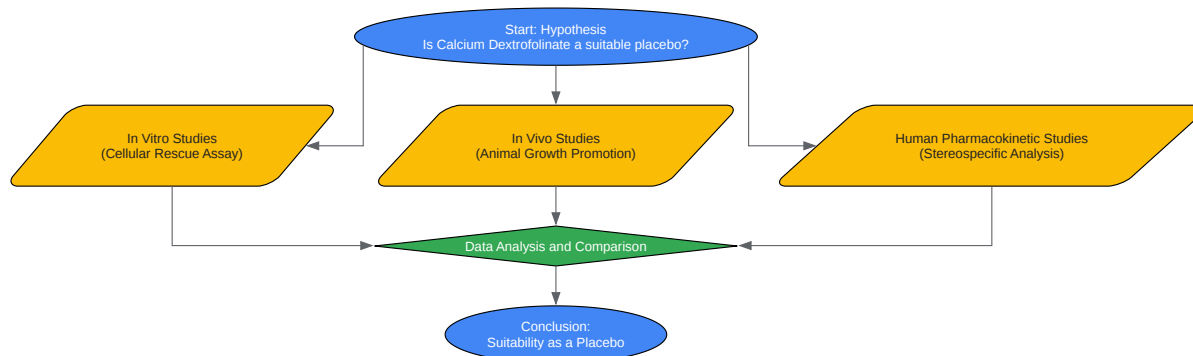 Start: Hypothesis
Is Calcium Dextrofolinate a suitable placebo?
In Vitro Studies
(Cellular Rescue Assay)
In Vivo Studies
(Animal Growth Promotion)
Human Pharmacokinetic Studies
(Stereospecific Analysis)
Data Analysis and Comparison
Conclusion:
Suitability as a Placebo